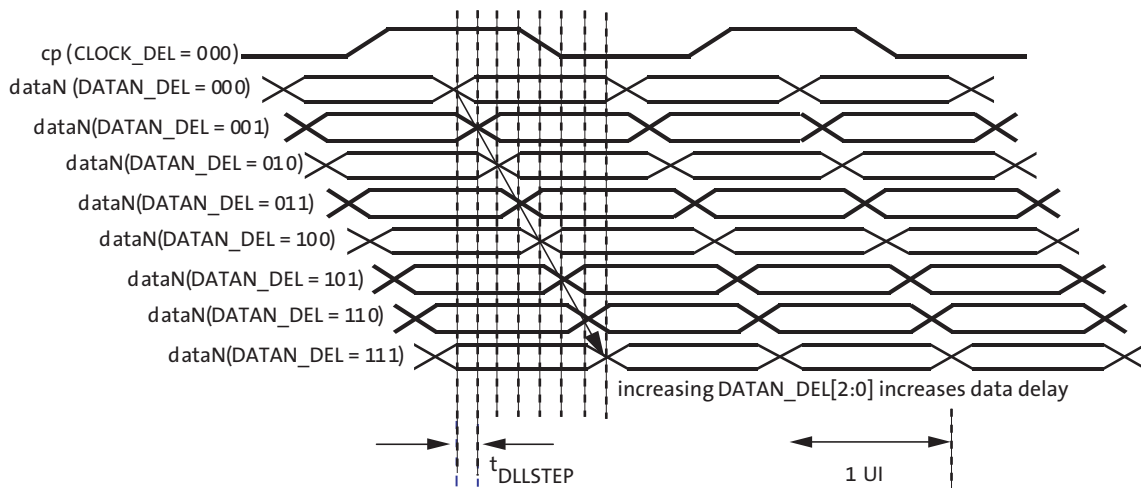 cp (CLOCK_DEL = 000)
dataN (DATAN_DEL = 000)
dataN(DATAN_DEL = 001)
dataN(DATAN_DEL = 010)
dataN(DATAN_DEL = 011)
dataN(DATAN_DEL = 100)
dataN(DATAN_DEL = 101)
dataN(DATAN_DEL = 110)
dataN(DATAN_DEL = 111)
increasing DATAN_DEL[2:0] increases data delay
tDLLSTEP
1 UI